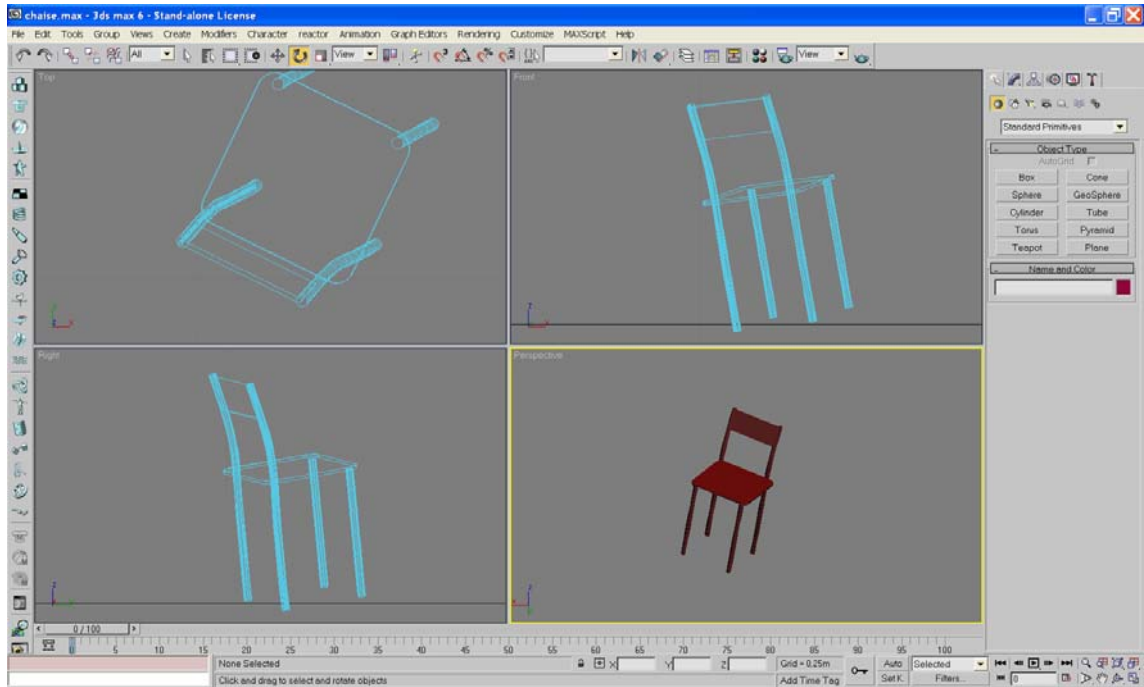 chaise.max - 3ds max 6 - Stand-alone License
File Edit Tools Group Views Create Modifiers Character reactor Animation Graph Editors Rendering Customize MAXScript Help
All View View
Top Front
Standard Primitives
- Object Type
AutoGrid
Box Cone
Sphere GeoSphere
Cylinder Tube
Torus Pyramid
Teapot Plane
- Name and Color
Right Perspective
0 / 100
0 5 10 15 20 25 30 35 40 45 50 55 60 65 70 75 80 85 90 95 100
None Selected X Y Z Grid = 0,25m Auto Selected
Click and drag to select and rotate objects Add Time Tag Set K. Filters... 0